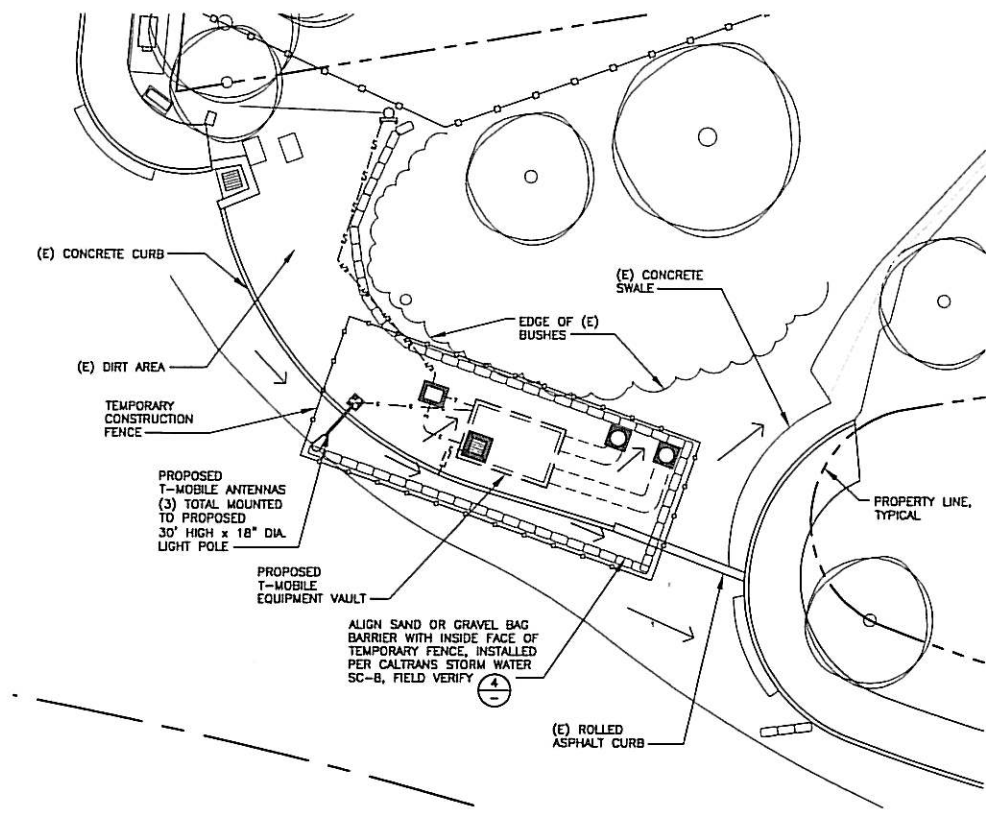 (E) CONCRETE CURB
(E) CONCRETE
SWALE
EDGE OF (E)
BUSHES
(E) DIRT AREA
TEMPORARY
CONSTRUCTION
FENCE
PROPOSED
T-MOBILE ANTENNAS
(3) TOTAL MOUNTED
TO PROPOSED
30' HIGH x 18" DIA.
LIGHT POLE
PROPERTY LINE,
TYPICAL
PROPOSED
T-MOBILE
EQUIPMENT VAULT
ALIGN SAND OR GRAVEL BAG
BARRIER WITH INSIDE FACE OF
TEMPORARY FENCE, INSTALLED
PER CALTRANS STORM WATER
SC-8, FIELD VERIFY
4
–
(E) ROLLED
ASPHALT CURB